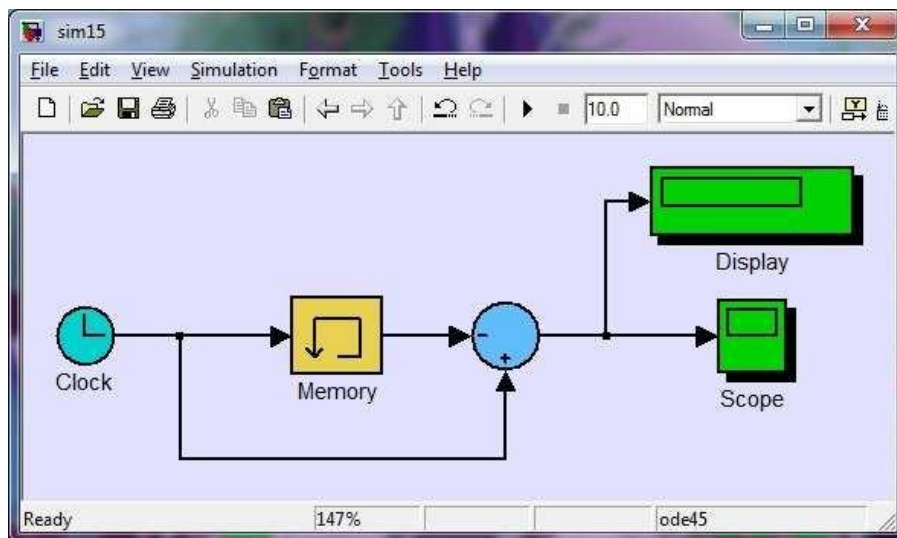 sim15
File Edit View Simulation Format Tools Help
10.0 Normal
Display
Clock
Memory
Scope
Ready 147% ode45